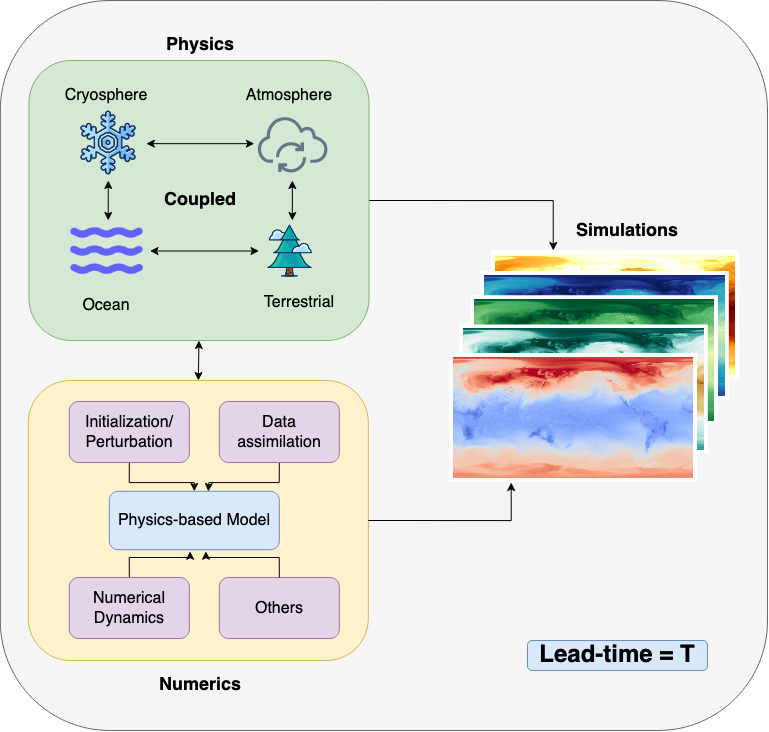 Physics
Cryosphere
Atmosphere
Coupled
Ocean
Terrestrial
Simulations
Initialization/
Perturbation
Data
assimilation
Physics-based Model
Numerical
Dynamics
Others
Numerics
Lead-time = T